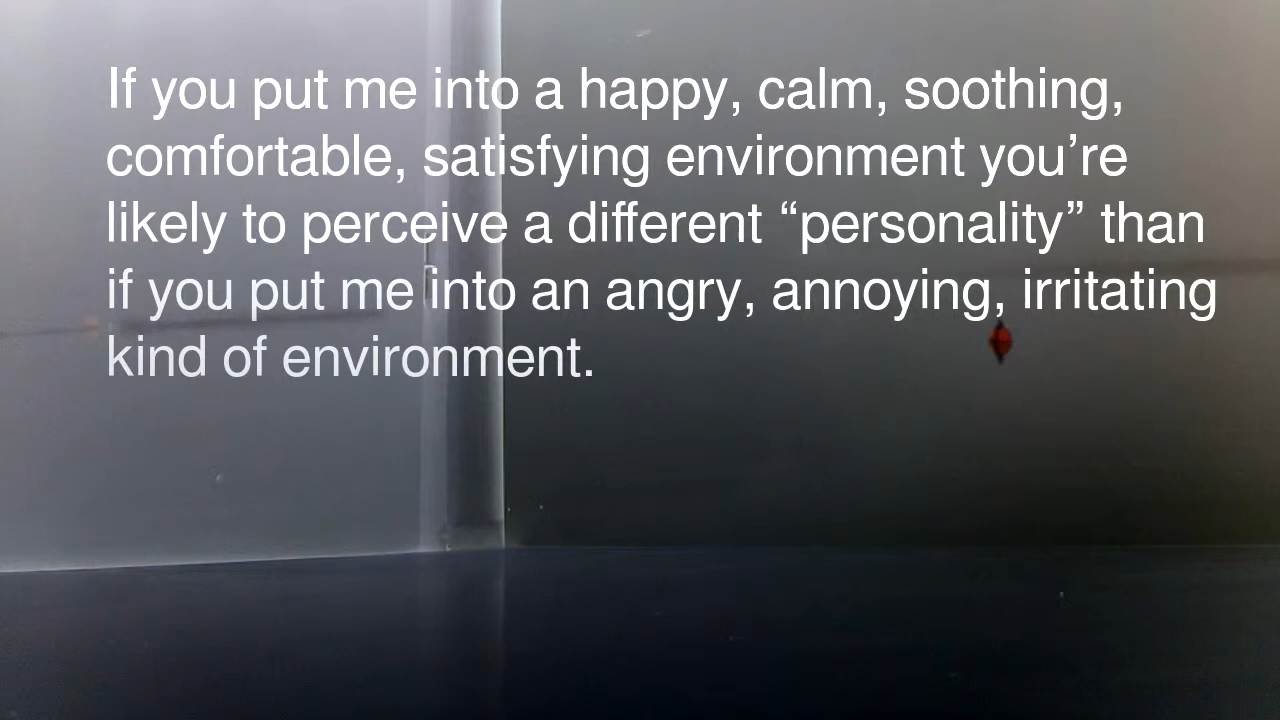 If you put me into a happy, calm, soothing,
comfortable, satisfying environment you’re
likely to perceive a different “personality” than
if you put me into an angry, annoying, irritating
kind of environment.